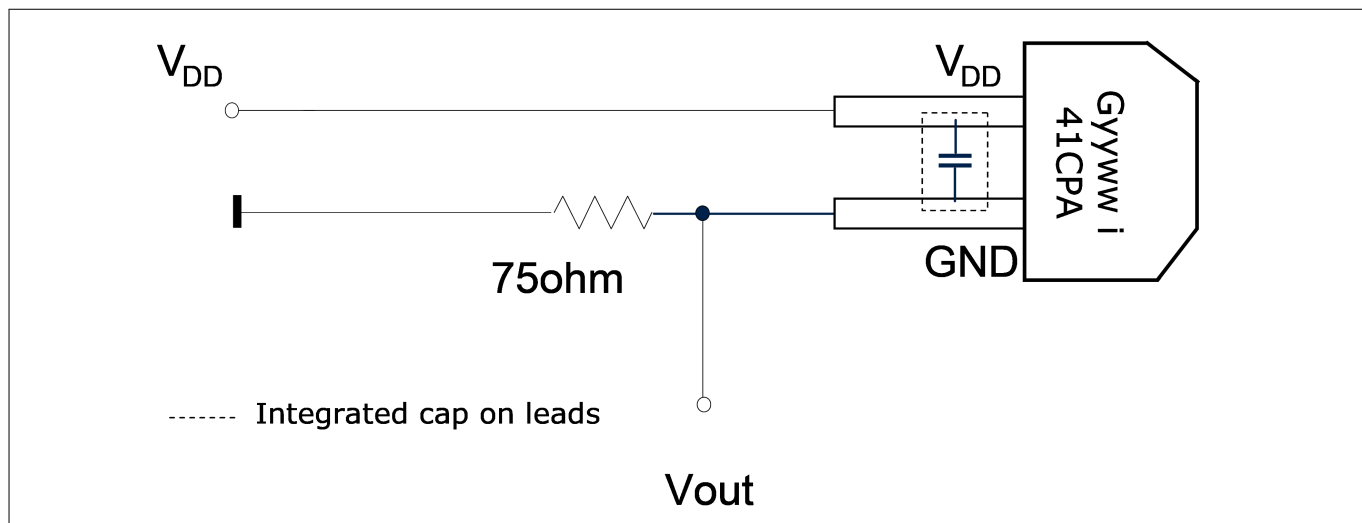 VDD
VDD
Gyyww i
41CPA
GND
75ohm
Integrated cap on leads
Vout